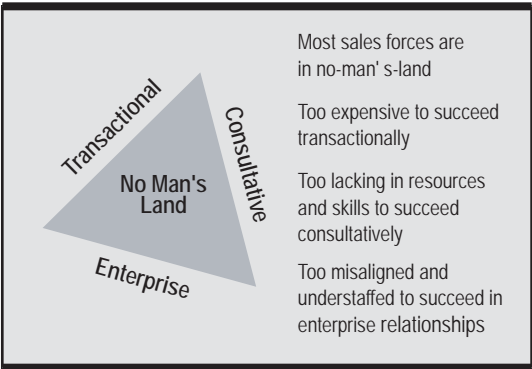 Transactional
Consultative
No Man's
Land
Enterprise
Most sales forces are
in no-man' s-land
Too expensive to succeed
transactionally
Too lacking in resources
and skills to succeed
consultatively
Too misaligned and
understaffed to succeed in
enterprise relationships